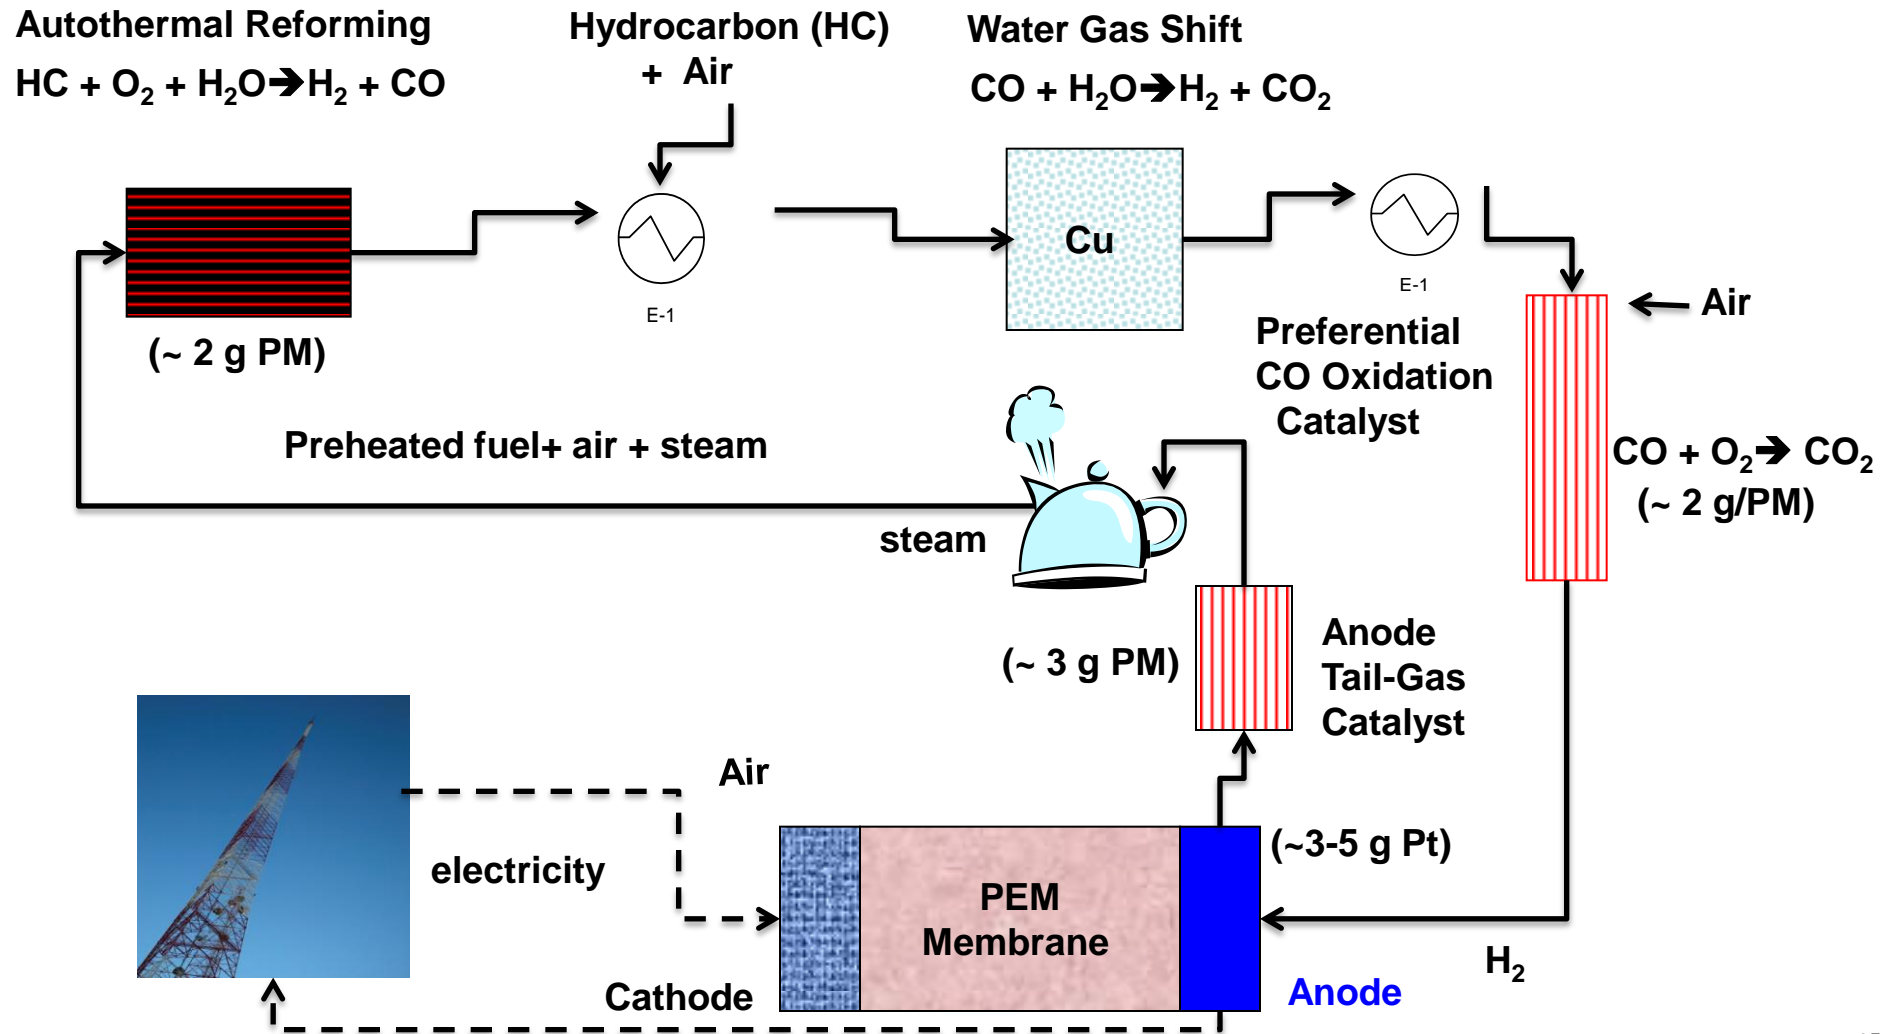 Autothermal Reforming
HC + O₂ + H₂O➔H₂ + CO
Hydrocarbon (HC)
+ Air
Water Gas Shift
CO + H₂O➔H₂ + CO₂
Cu
E-1
E-1
(~ 2 g PM)
Air
Preferential
CO Oxidation
Catalyst
CO + O₂➔ CO₂
(~ 2 g/PM)
Preheated fuel+ air + steam
steam
(~ 3 g PM)
Anode
Tail-Gas
Catalyst
Air
electricity
(~3-5 g Pt)
PEM
Membrane
H₂
Cathode
Anode